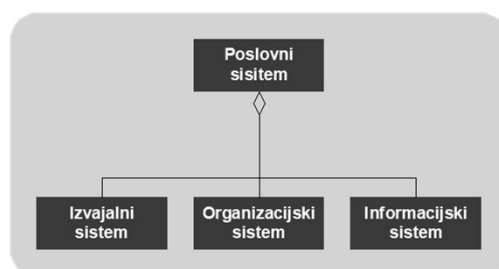 Poslovni
sisitem
Izvajalni
sistem
Organizacijski
sistem
Informacijski
sistem